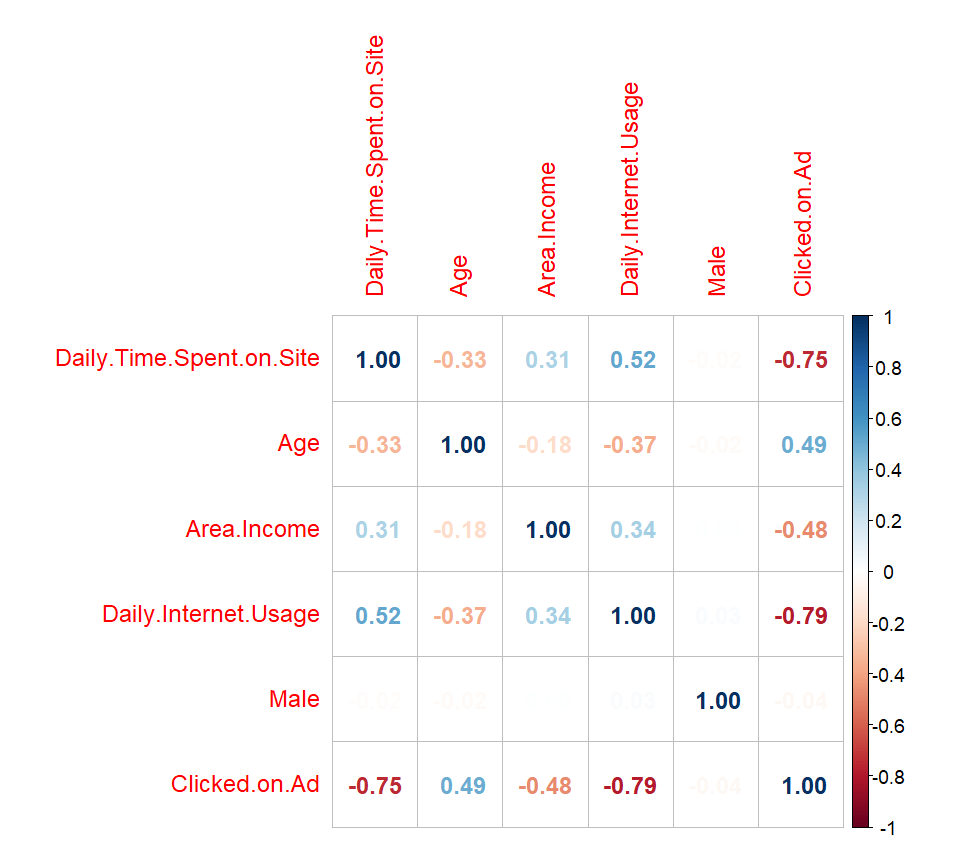 Daily.Time.Spent.on.Site
Age
Area.Income
Daily.Internet.Usage
Male
Clicked.on.Ad
Daily.Time.Spent.on.Site 1.00 -0.33 0.31 0.52 -0.02 -0.75
Age -0.33 1.00 -0.18 -0.37 -0.02 0.49
Area.Income 0.31 -0.18 1.00 0.34 -0.48
Daily.Internet.Usage 0.52 -0.37 0.34 1.00 0.03 -0.79
Male -0.02 -0.02 0.03 1.00 -0.04
Clicked.on.Ad -0.75 0.49 -0.48 -0.79 -0.04 1.00
1
0.8
0.6
0.4
0.2
0
-0.2
-0.4
-0.6
-0.8
-1